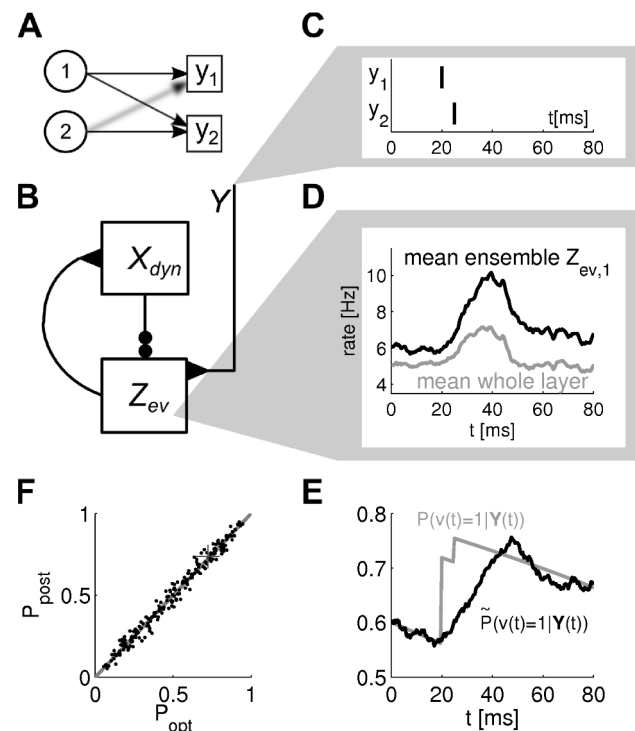 A
1
2
y1
y2
C
y1
y2
t[ms]
0 20 40 60 80
B
Y
Xdyn
Zev
D
mean ensemble Zev,1
rate [Hz]
10
8
6
4
mean whole layer
0 20 40 60 80
t [ms]
F
Ppost
1
0.5
0
0 0.5 1
Popt
E
0.8
0.7
0.6
0.5
P(v(t)=1|Y(t))
P̃(v(t)=1|Y(t))
0 20 40 60 80
t [ms]